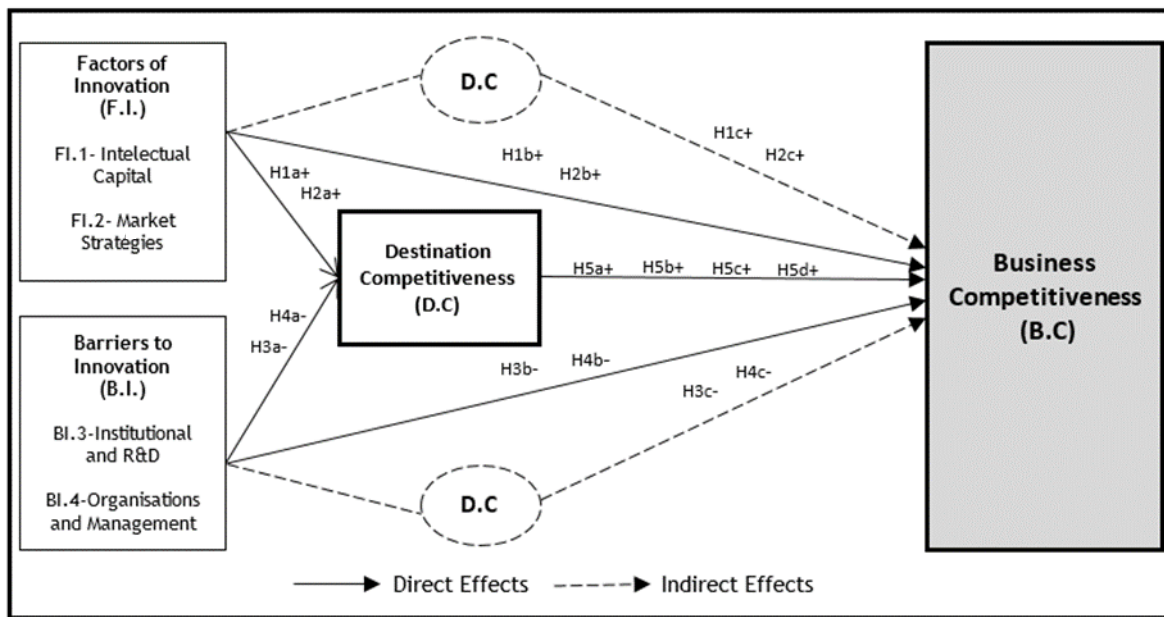 Factors of
Innovation
(F.I.)
FI.1- Intelectual
Capital
FI.2- Market
Strategies
D.C
H1c+
H2c+
H1b+
H2b+
H1a+
H2a+
Destination
Competitiveness
(D.C)
H5a+ H5b+ H5c+ H5d+
Business
Competitiveness
(B.C)
Barriers to
Innovation
(B.I.)
BI.3-Institutional
and R&D
BI.4-Organisations
and Management
H4a-
H3a-
H3b-
H4b-
H3c-
H4c-
D.C
Direct Effects
Indirect Effects